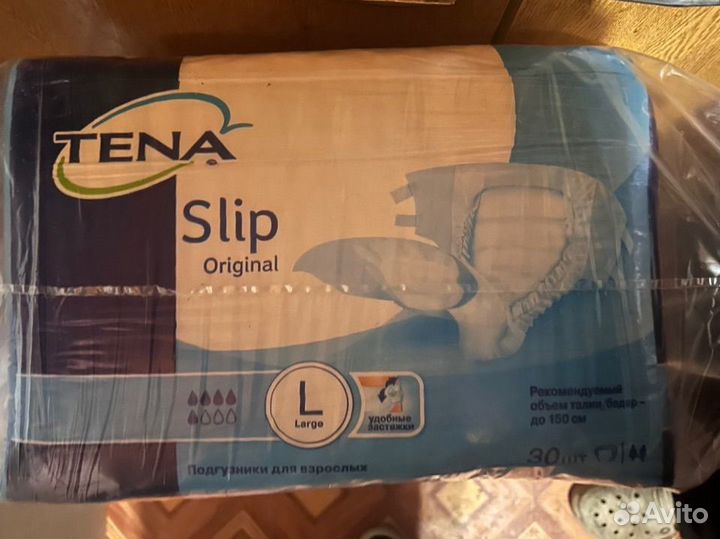 TENA
Slip
Original
L
Large
удобные
застежки
Рекомендуемый
объем талии/бедер -
до 150 см
30 шт
Подгузники для взрослых
Avito